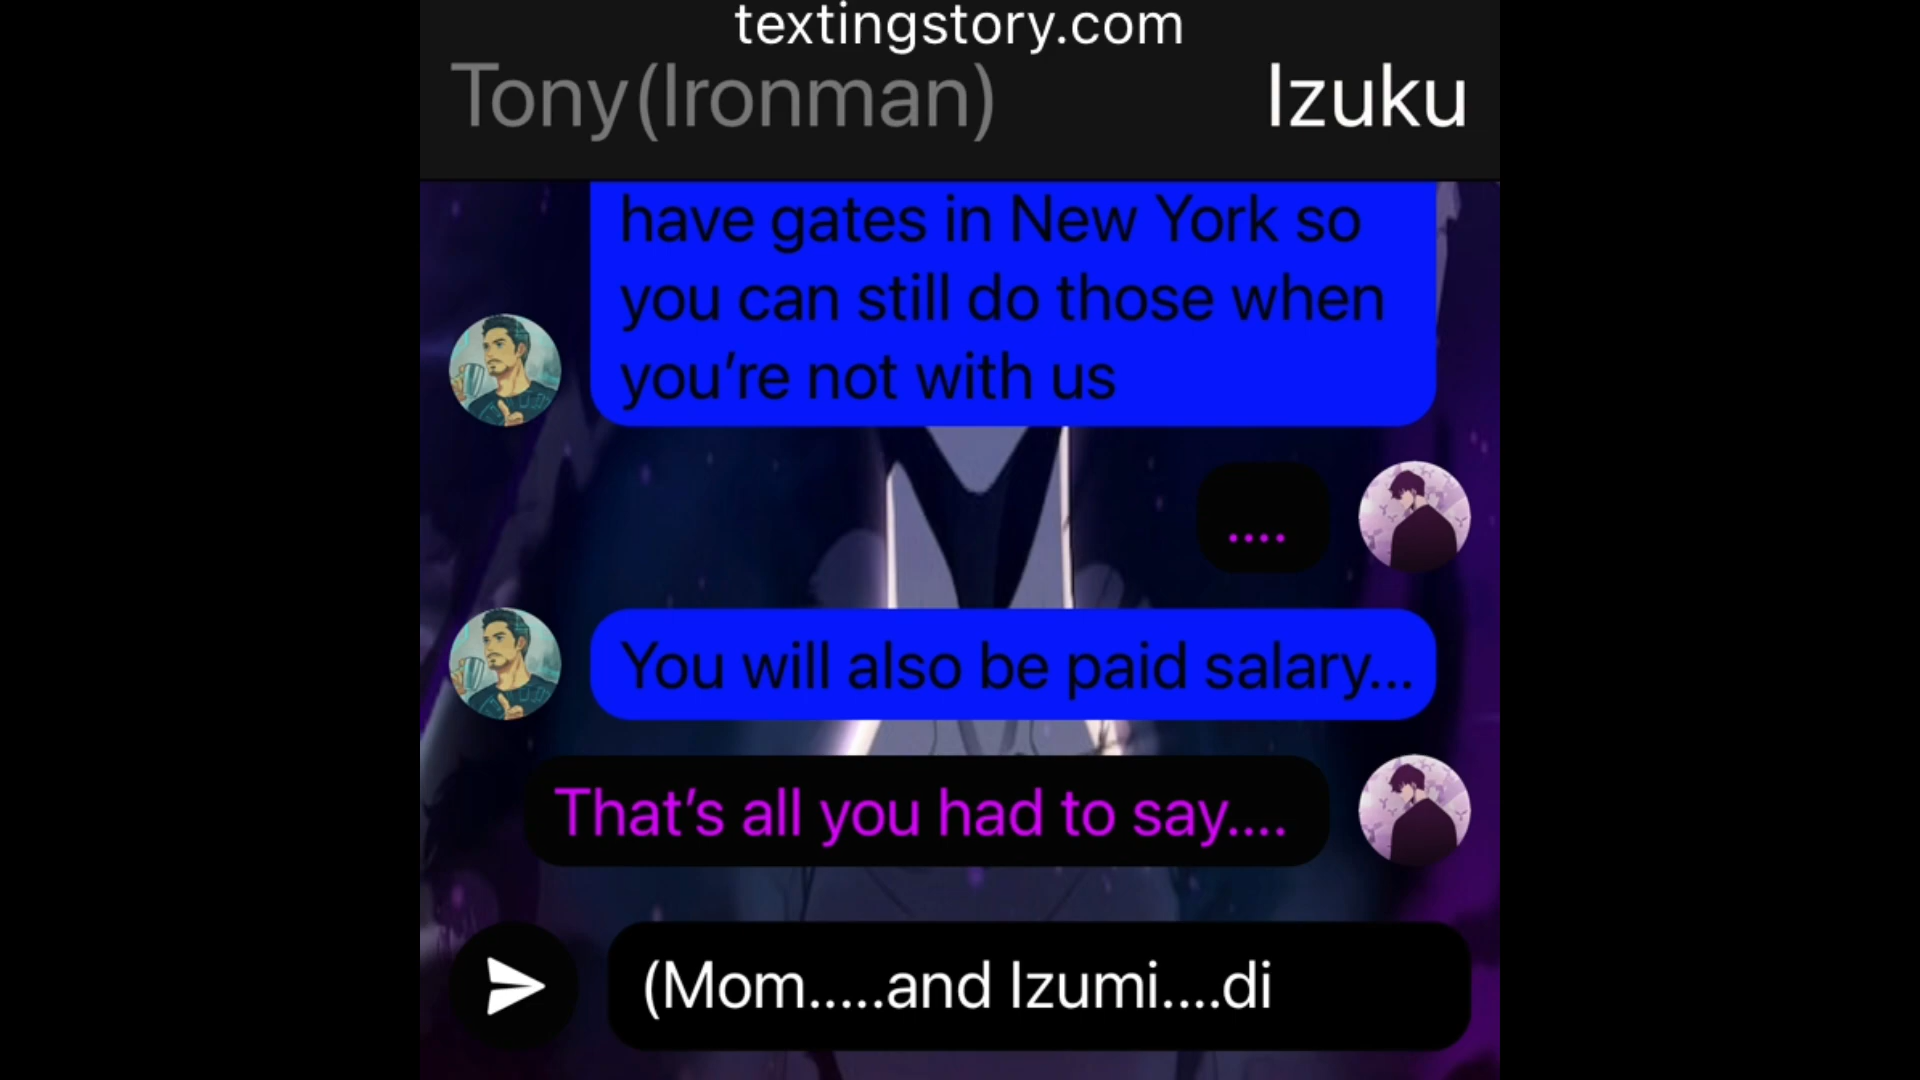 textingstory.com
Tony(Ironman) Izuku
have gates in New York so
you can still do those when
you’re not with us
....
You will also be paid salary...
That’s all you had to say....
(Mom.....and Izumi....di